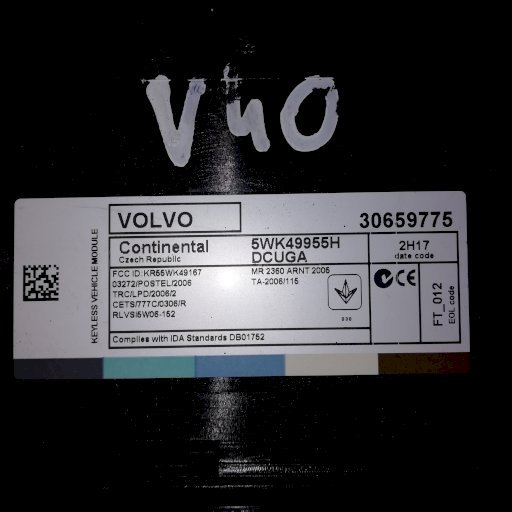 V40
VOLVO 30659775
KEYLESS VEHICLE MODULE
Continental 5WK49955H 2H17
Czech Republic DCUGA date code
FCC ID: KR55WK49167 MR 2360 ARNT 2006
03272/POSTEL/2006 TA-2006/115
TRC/LPD/2006/2
CETS/777C/0306/R
RLVSI5W06-152
CE
FT_012
EOL code
Complies with IDA Standards DB01752